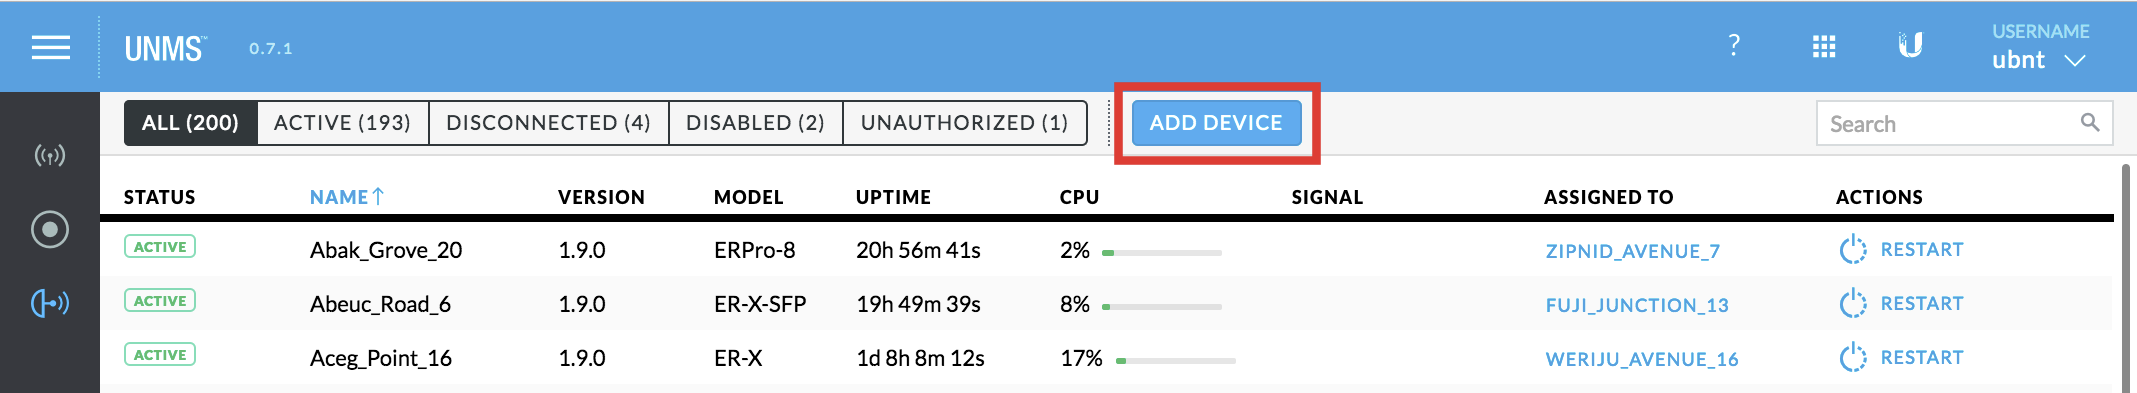 UNMS™ 0.7.1 ? USERNAME
ubnt
ALL (200) ACTIVE (193) DISCONNECTED (4) DISABLED (2) UNAUTHORIZED (1) ADD DEVICE Search
STATUS NAME↑ VERSION MODEL UPTIME CPU SIGNAL ASSIGNED TO ACTIONS
ACTIVE Abak_Grove_20 1.9.0 ERPro-8 20h 56m 41s 2% ZIPNID_AVENUE_7 RESTART
ACTIVE Abeuc_Road_6 1.9.0 ER-X-SFP 19h 49m 39s 8% FUJI_JUNCTION_13 RESTART
ACTIVE Aceg_Point_16 1.9.0 ER-X 1d 8h 8m 12s 17% WERIJU_AVENUE_16 RESTART